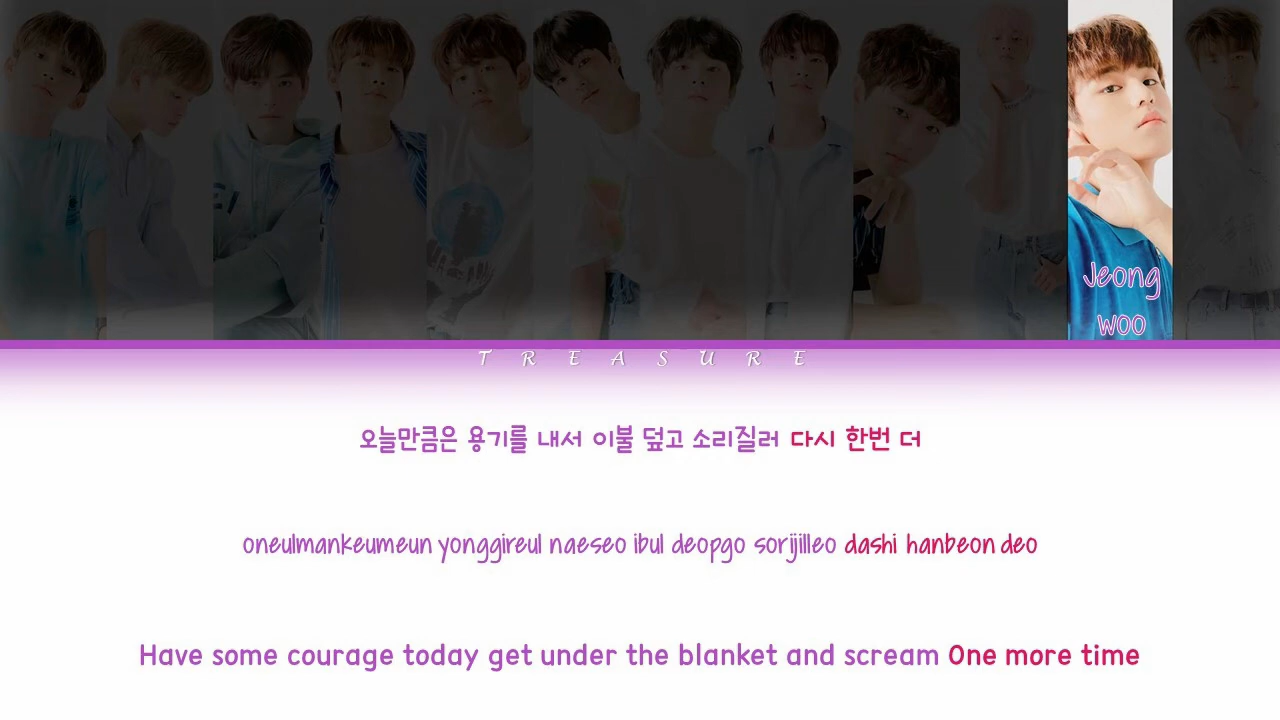 Jeong
woo
T R E A S U R E
오늘만큼은 용기를 내서 이불 덮고 소리질러 다시 한번 더
oneulmankeumeun yonggireul naeseo ibul deopgo sorijilleo dashi hanbeon deo
Have some courage today get under the blanket and scream One more time